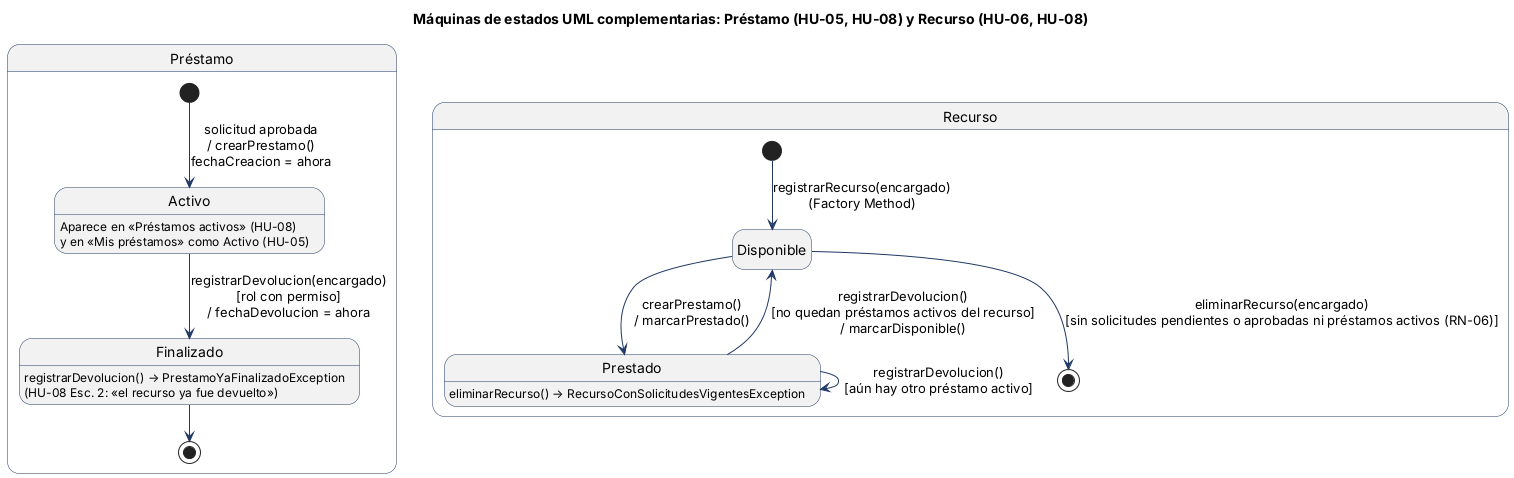 Máquinas de estados UML complementarias: Préstamo (HU-05, HU-08) y Recurso (HU-06, HU-08)
Préstamo
solicitud aprobada
/ crearPrestamo()
fechaCreacion = ahora
Activo
Aparece en «Préstamos activos» (HU-08)
y en «Mis préstamos» como Activo (HU-05)
registrarDevolucion(encargado)
[rol con permiso]
/ fechaDevolucion = ahora
Finalizado
registrarDevolucion() → PrestamoYaFinalizadoException
(HU-08 Esc. 2: «el recurso ya fue devuelto»)
Recurso
registrarRecurso(encargado)
(Factory Method)
Disponible
crearPrestamo()
/ marcarPrestado()
registrarDevolucion()
[no quedan préstamos activos del recurso]
/ marcarDisponible()
eliminarRecurso(encargado)
[sin solicitudes pendientes o aprobadas ni préstamos activos (RN-06)]
Prestado
eliminarRecurso() → RecursoConSolicitudesVigentesException
registrarDevolucion()
[aún hay otro préstamo activo]